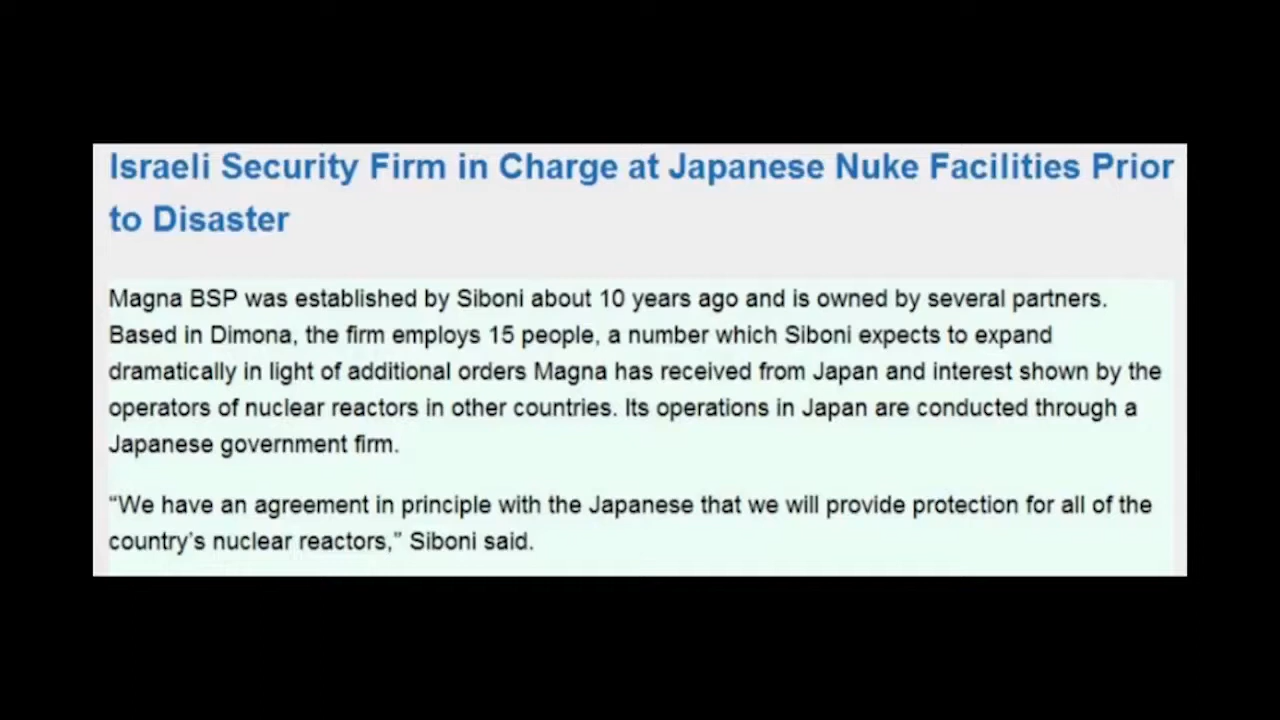 Israeli Security Firm in Charge at Japanese Nuke Facilities Prior
to Disaster
Magna BSP was established by Siboni about 10 years ago and is owned by several partners.
Based in Dimona, the firm employs 15 people, a number which Siboni expects to expand
dramatically in light of additional orders Magna has received from Japan and interest shown by the
operators of nuclear reactors in other countries. Its operations in Japan are conducted through a
Japanese government firm.
“We have an agreement in principle with the Japanese that we will provide protection for all of the
country’s nuclear reactors,” Siboni said.